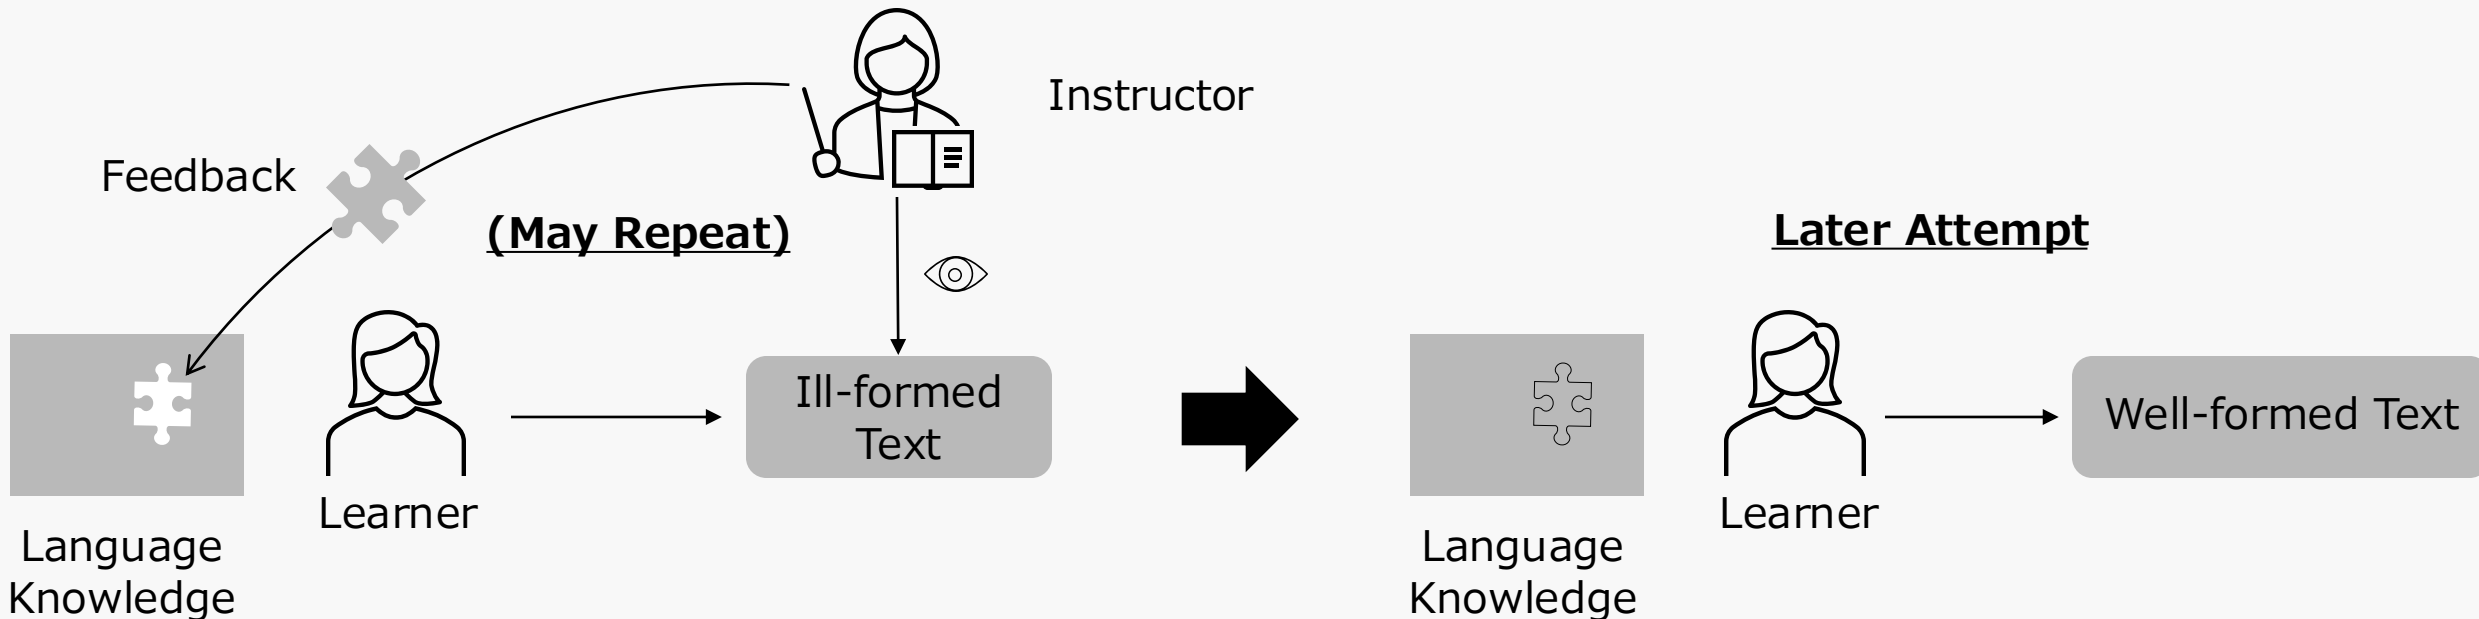 Instructor
Feedback
(May Repeat)
Later Attempt
Ill-formed
Text
Well-formed Text
Learner
Learner
Language
Knowledge
Language
Knowledge